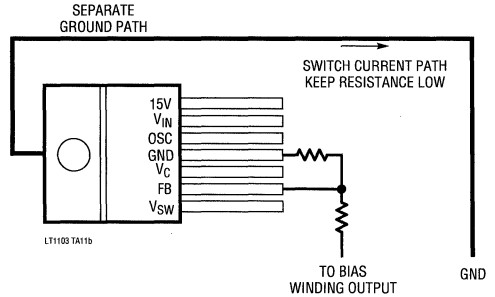 SEPARATE
GROUND PATH
SWITCH CURRENT PATH
KEEP RESISTANCE LOW
15V
VIN
OSC
GND
VC
FB
VSW
LT1103 TA11b
TO BIAS
WINDING OUTPUT
GND